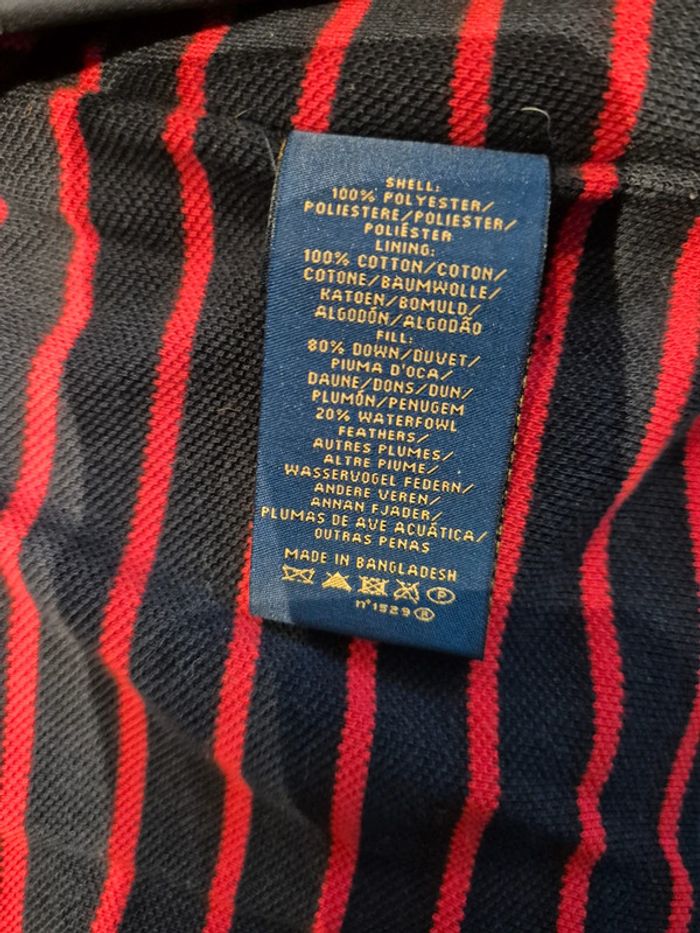 SHELL:
100% POLYESTER/
POLIESTERE/POLIESTER/
POLIÉSTER
LINING:
100% COTTON/COTON/
COTONE/BAUMWOLLE/
KATOEN/BOMULD/
ALGODÓN/ALGODÃO
FILL:
80% DOWN/DUVET/
PIUMA D'OCA/
DAUNE/DONS/DUN/
PLUMÓN/PENUGEM
20% WATERFOWL
FEATHERS/
AUTRES PLUMES/
ALTRE PIUME/
WASSERVOGEL FEDERN/
ANDERE VEREN/
ANNAN FJADER/
PLUMAS DE AVE ACUÁTICA/
OUTRAS PENAS
MADE IN BANGLADESH
P
n°1529®